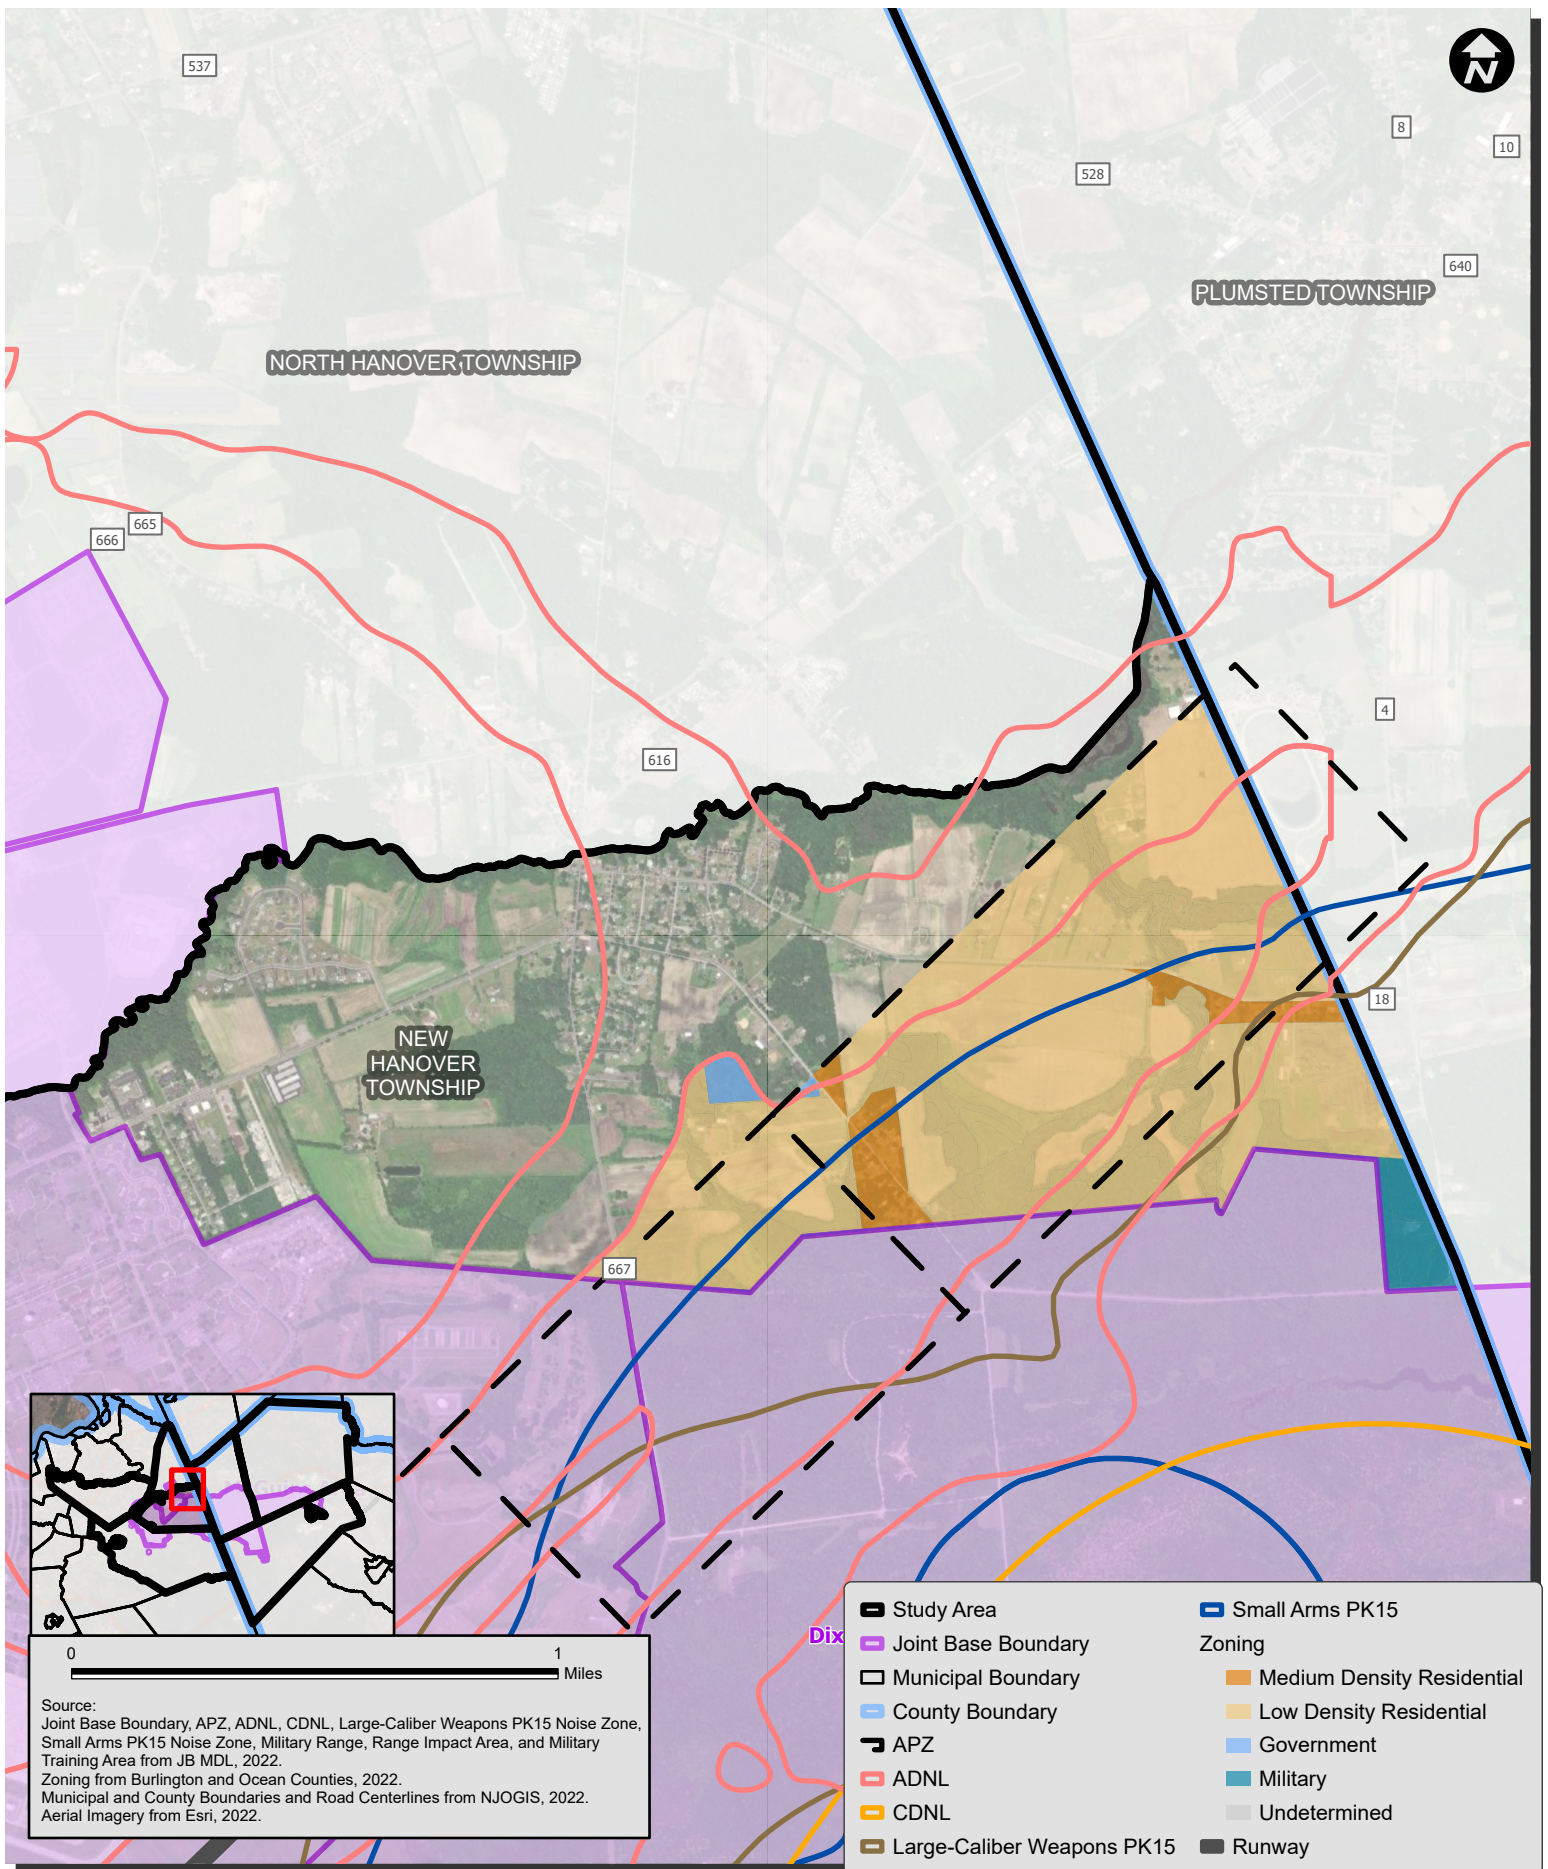 537
N
8
10
528
640
PLUMSTED TOWNSHIP
NORTH HANOVER TOWNSHIP
665
666
4
616
18
NEW
HANOVER
TOWNSHIP
667
Dix
0 1
Miles
Source:
Joint Base Boundary, APZ, ADNL, CDNL, Large-Caliber Weapons PK15 Noise Zone,
Small Arms PK15 Noise Zone, Military Range, Range Impact Area, and Military
Training Area from JB MDL, 2022.
Zoning from Burlington and Ocean Counties, 2022.
Municipal and County Boundaries and Road Centerlines from NJOGIS, 2022.
Aerial Imagery from Esri, 2022.
Study Area
Joint Base Boundary
Municipal Boundary
County Boundary
APZ
ADNL
CDNL
Large-Caliber Weapons PK15
Small Arms PK15
Zoning
Medium Density Residential
Low Density Residential
Government
Military
Undetermined
Runway